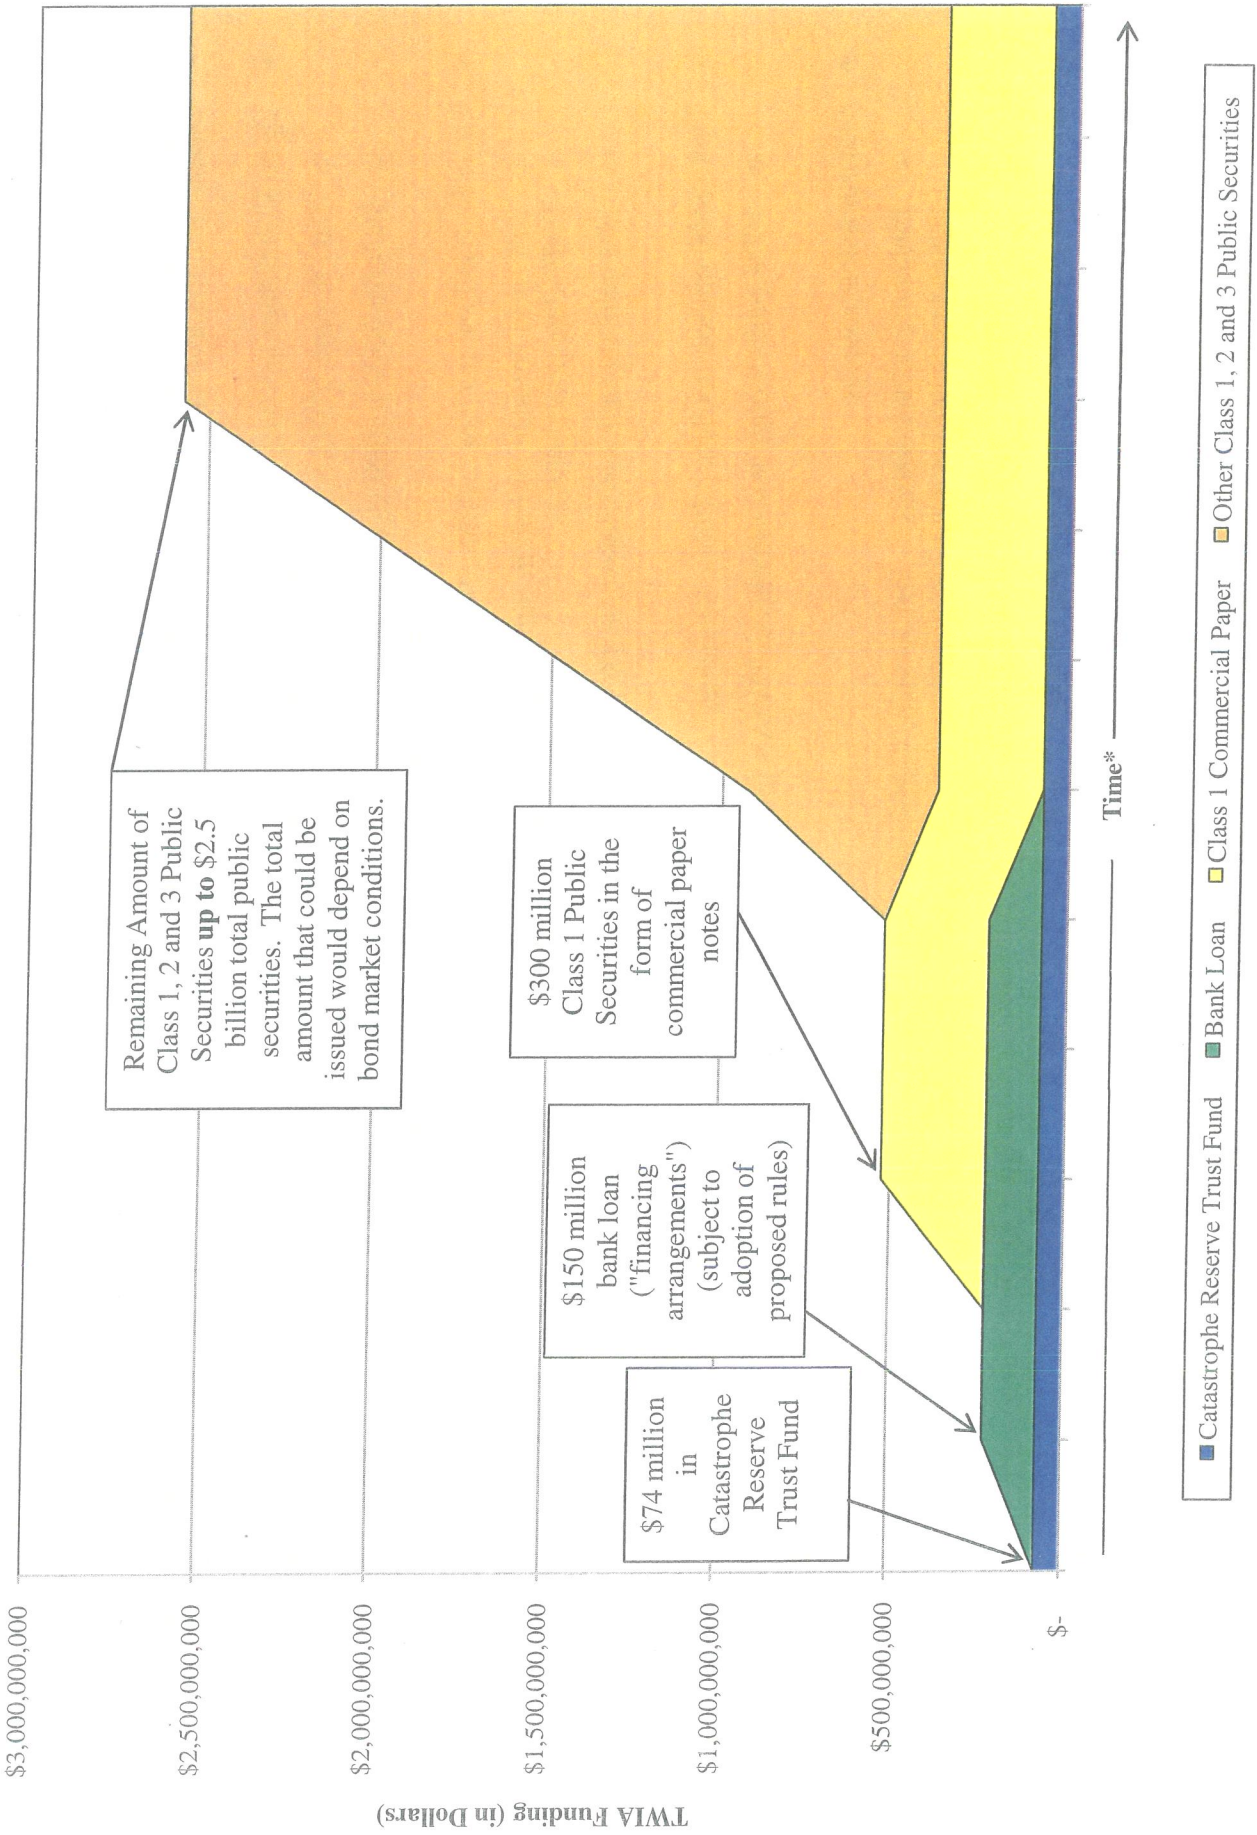 $3,000,000,000
$2,500,000,000
$2,000,000,000
$1,500,000,000
$1,000,000,000
$500,000,000
$-
TWIA Funding (in Dollars)
Remaining Amount of
Class 1, 2 and 3 Public
Securities up to $2.5
billion total public
securities. The total
amount that could be
issued would depend on
bond market conditions.
$300 million
Class 1 Public
Securities in the
form of
commercial paper
notes
$150 million
bank loan
("financing
arrangements")
(subject to
adoption of
proposed rules)
$74 million
in
Catastrophe
Reserve
Trust Fund
Time*
Catastrophe Reserve Trust Fund
Bank Loan
Class 1 Commercial Paper
Other Class 1, 2 and 3 Public Securities